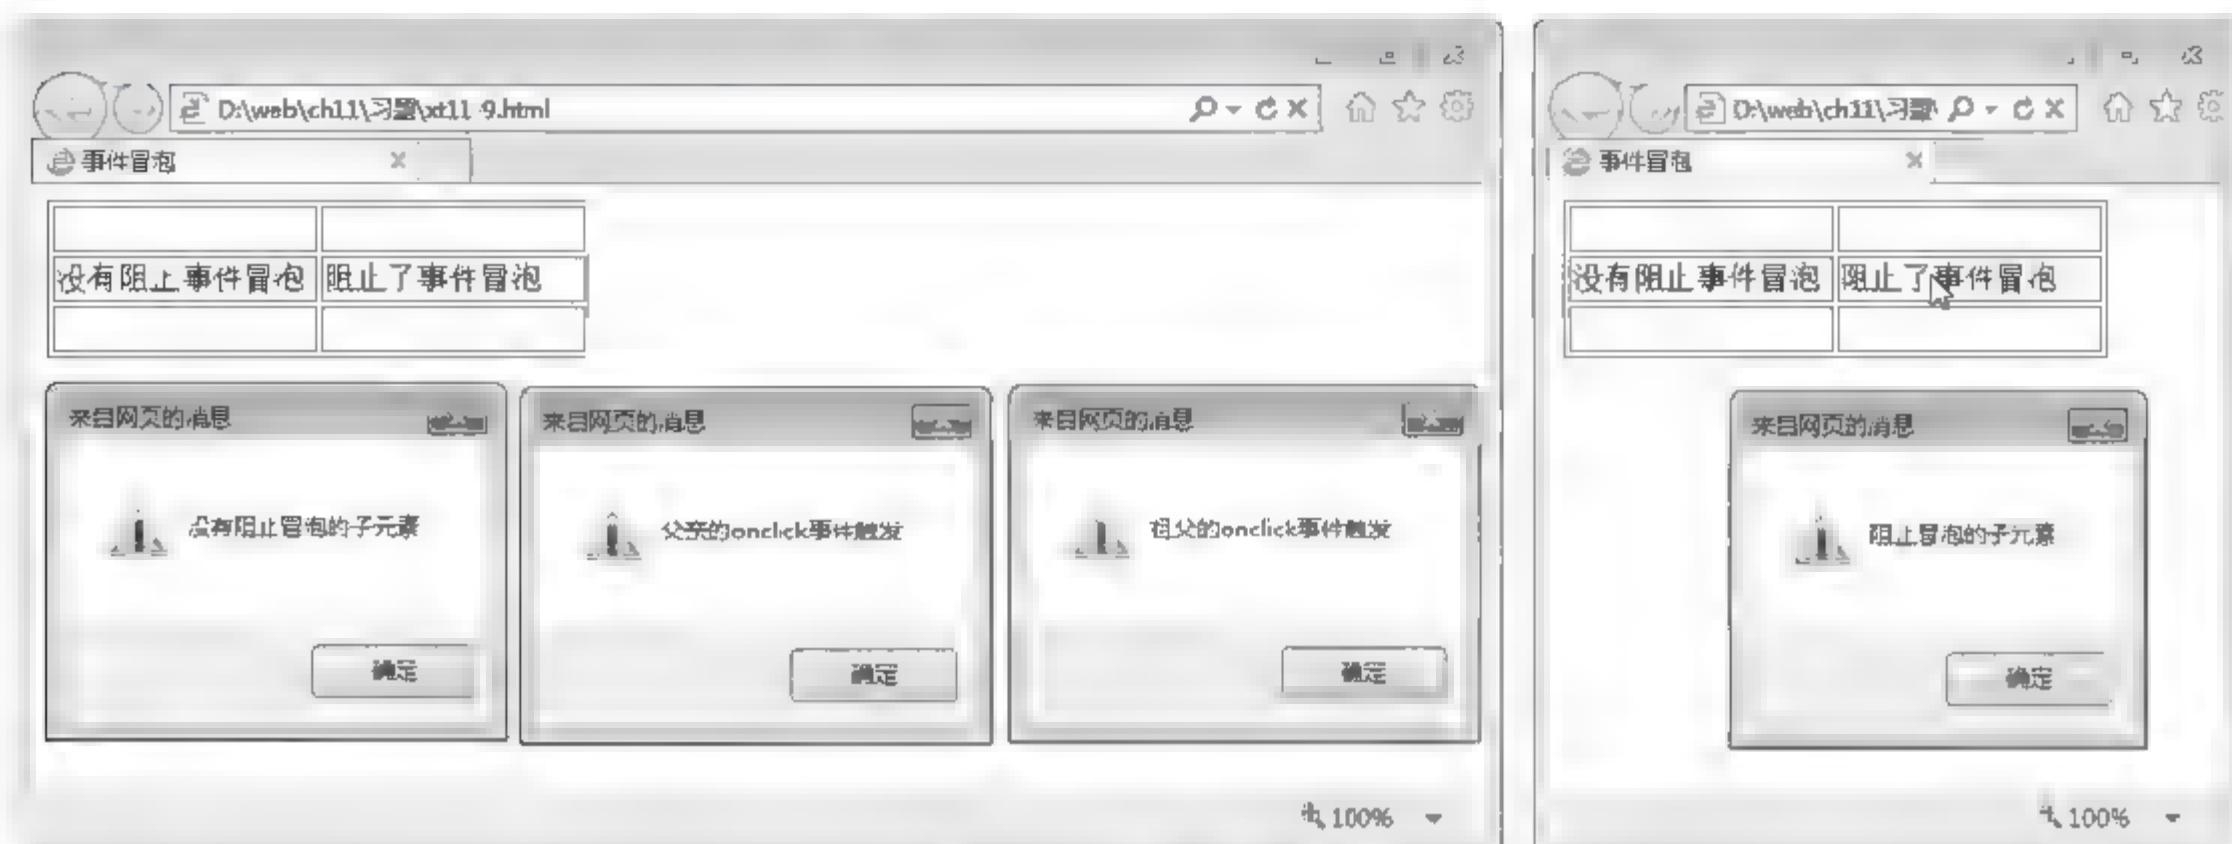 D:\web\ch11\习题\xt11-9.html
事件冒泡
没有阻止事件冒泡 阻止了事件冒泡
来自网页的消息
没有阻止冒泡的子元素
确定
来自网页的消息
父亲的onclick事件触发
确定
来自网页的消息
祖父的onclick事件触发
确定
100%
D:\web\ch11\习题\
事件冒泡
没有阻止事件冒泡 阻止了事件冒泡
来自网页的消息
阻止冒泡的子元素
确定
100%